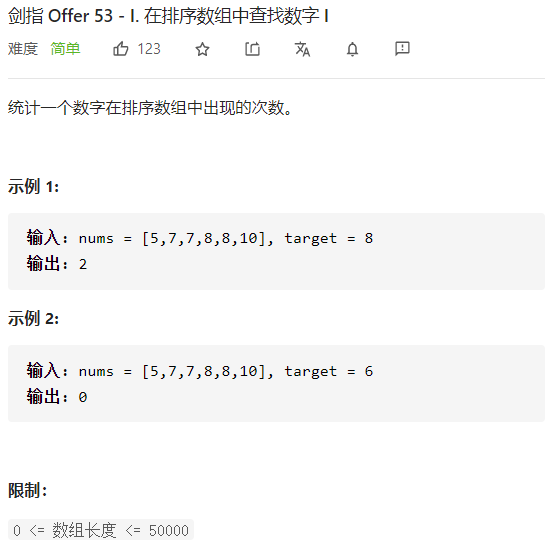 剑指 Offer 53 - I. 在排序数组中查找数字 I
难度 简单 123
统计一个数字在排序数组中出现的次数。
示例 1:
输入: nums = [5,7,7,8,8,10], target = 8
输出: 2
示例 2:
输入: nums = [5,7,7,8,8,10], target = 6
输出: 0
限制：
0 <= 数组长度 <= 50000